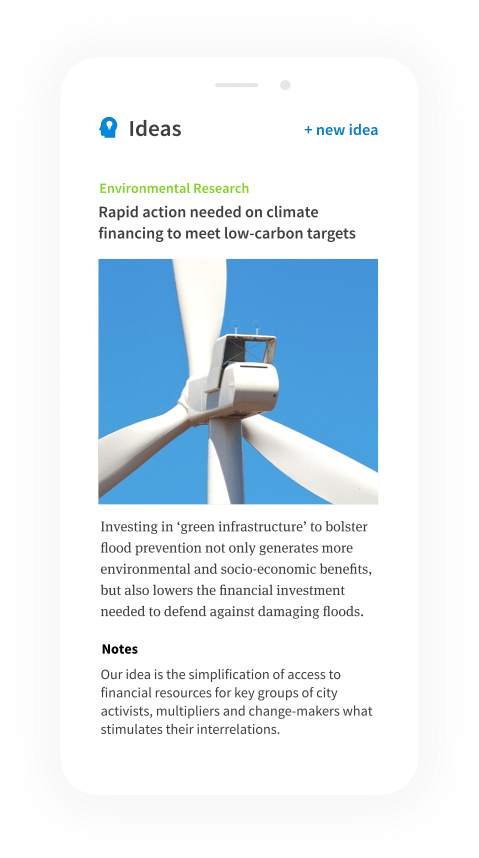 Ideas
+ new idea
Environmental Research
Rapid action needed on climate
financing to meet low-carbon targets
Investing in ‘green infrastructure’ to bolster
flood prevention not only generates more
environmental and socio-economic benefits,
but also lowers the financial investment
needed to defend against damaging floods.
Notes
Our idea is the simplification of access to
financial resources for key groups of city
activists, multipliers and change-makers what
stimulates their interrelations.